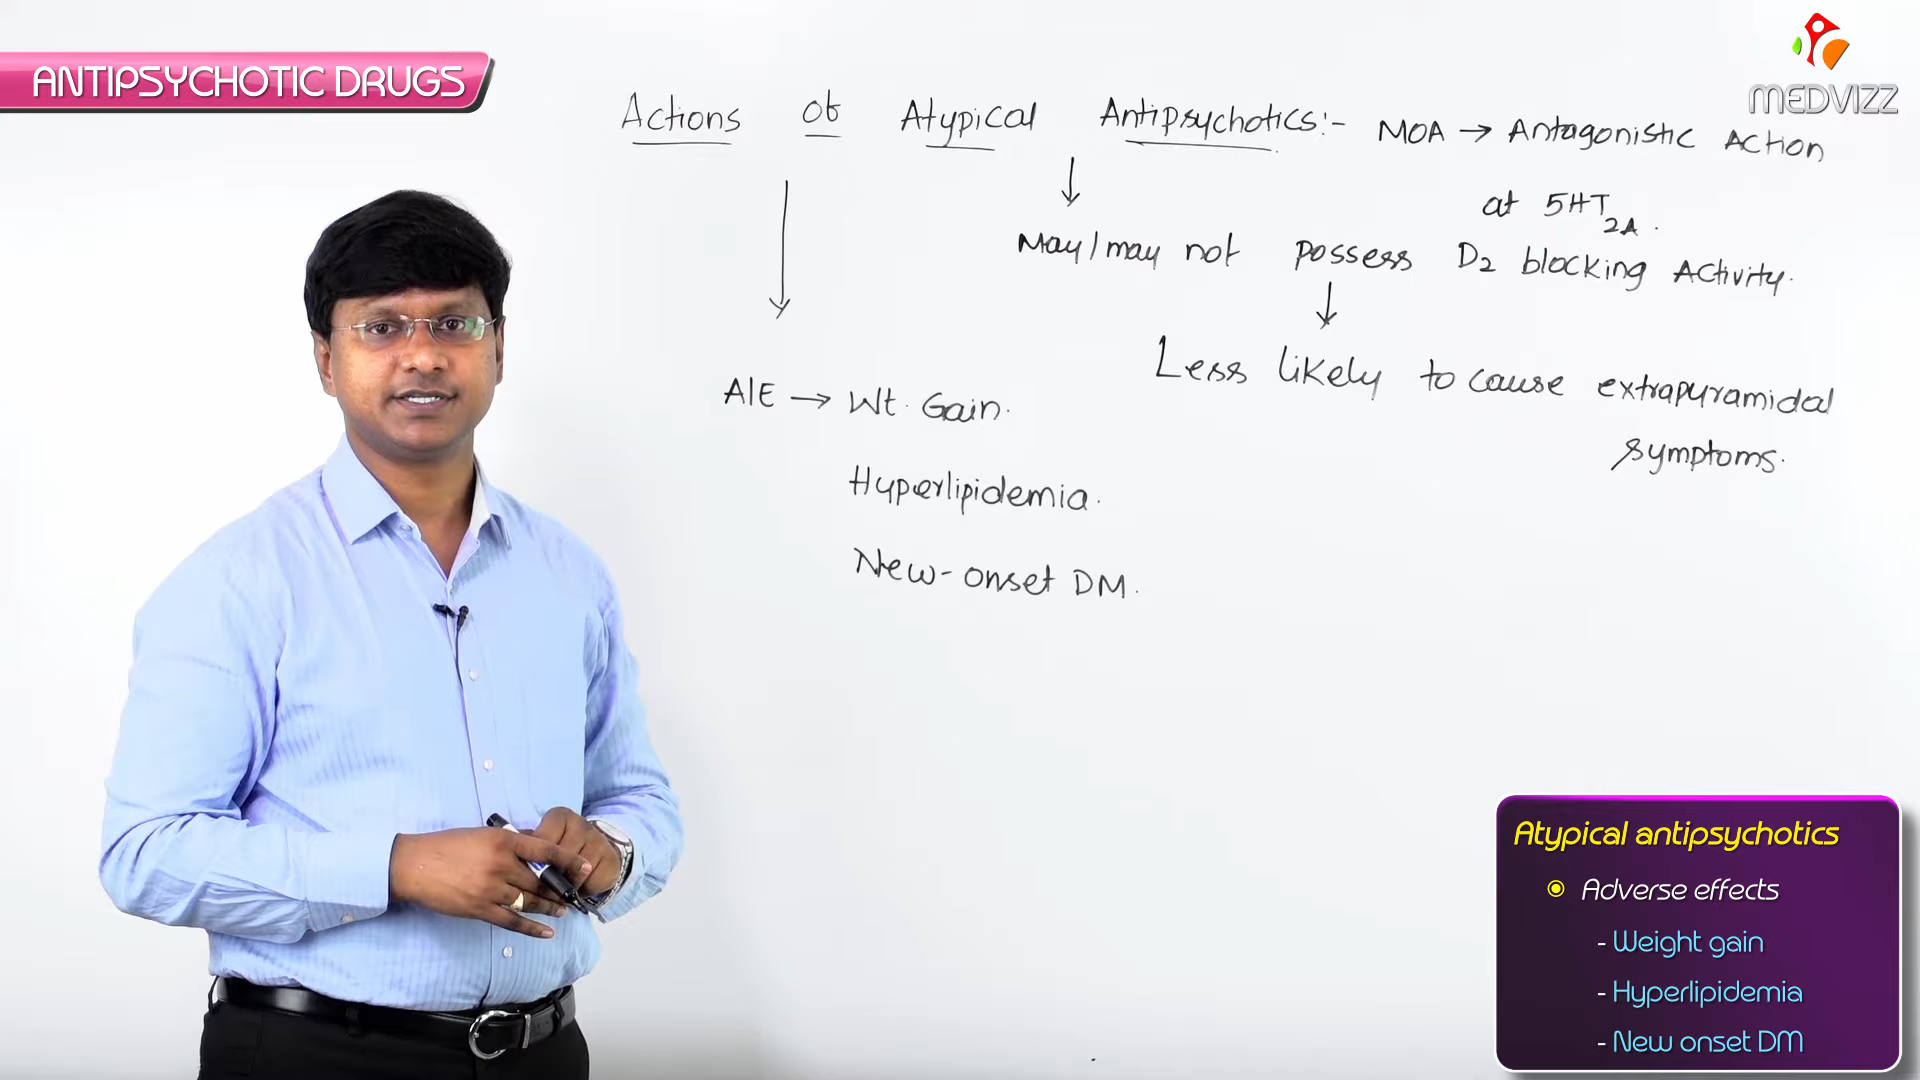 ANTIPSYCHOTIC DRUGS
MEDVIZZ
Actions of Atypical Antipsychotics:- MOA → Antagonistic Action
at 5HT2A.
May/may not possess D2 blocking Activity.
Less likely to cause extrapyramidal
symptoms.
A/E → Wt. Gain.
Hyperlipidemia.
New-onset DM.
Atypical antipsychotics
Adverse effects
- Weight gain
- Hyperlipidemia
- New onset DM